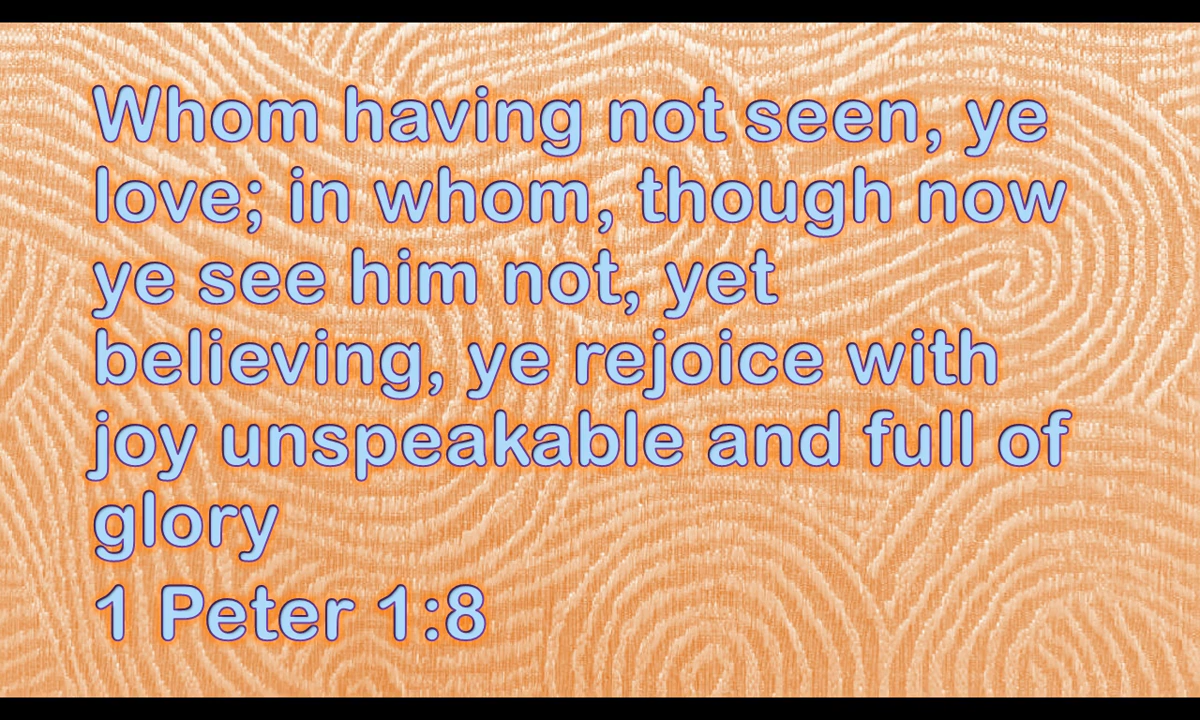 Whom having not seen, ye
love; in whom, though now
ye see him not, yet
believing, ye rejoice with
joy unspeakable and full of
glory
1 Peter 1:8